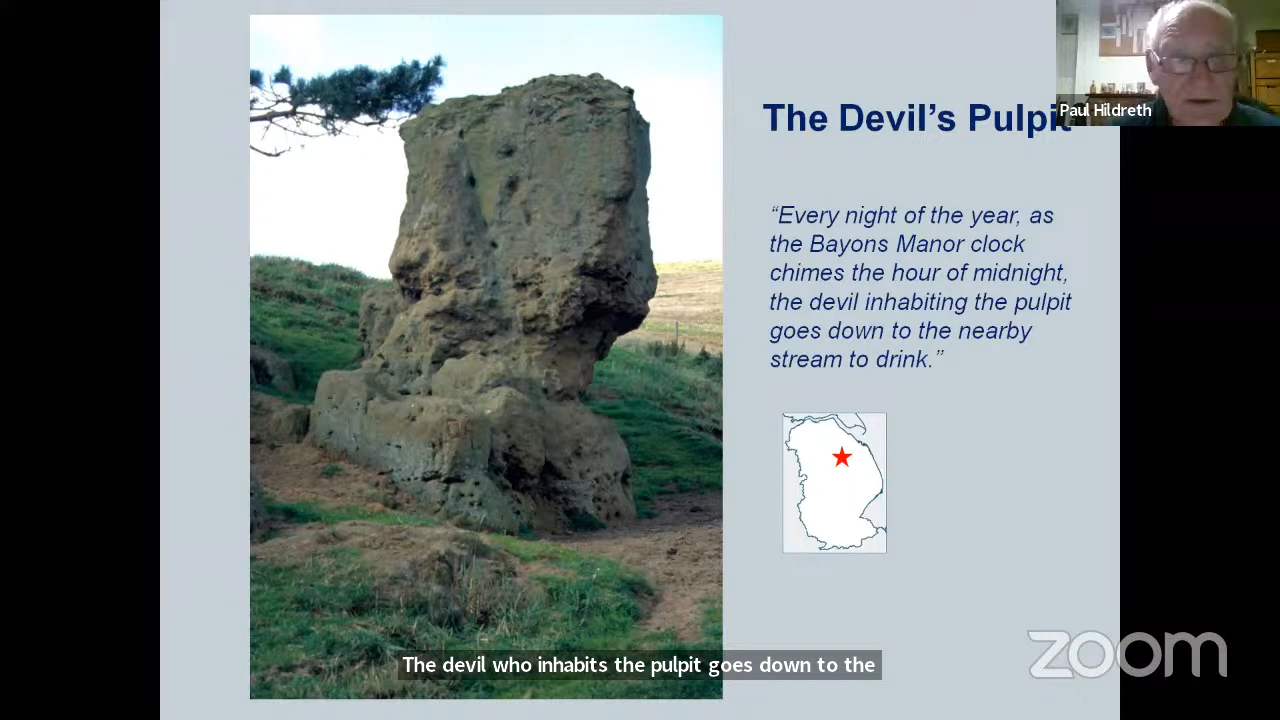 The Devil's Pulpit
Paul Hildreth
“Every night of the year, as
the Bayons Manor clock
chimes the hour of midnight,
the devil inhabiting the pulpit
goes down to the nearby
stream to drink.”
The devil who inhabits the pulpit goes down to the
zoom